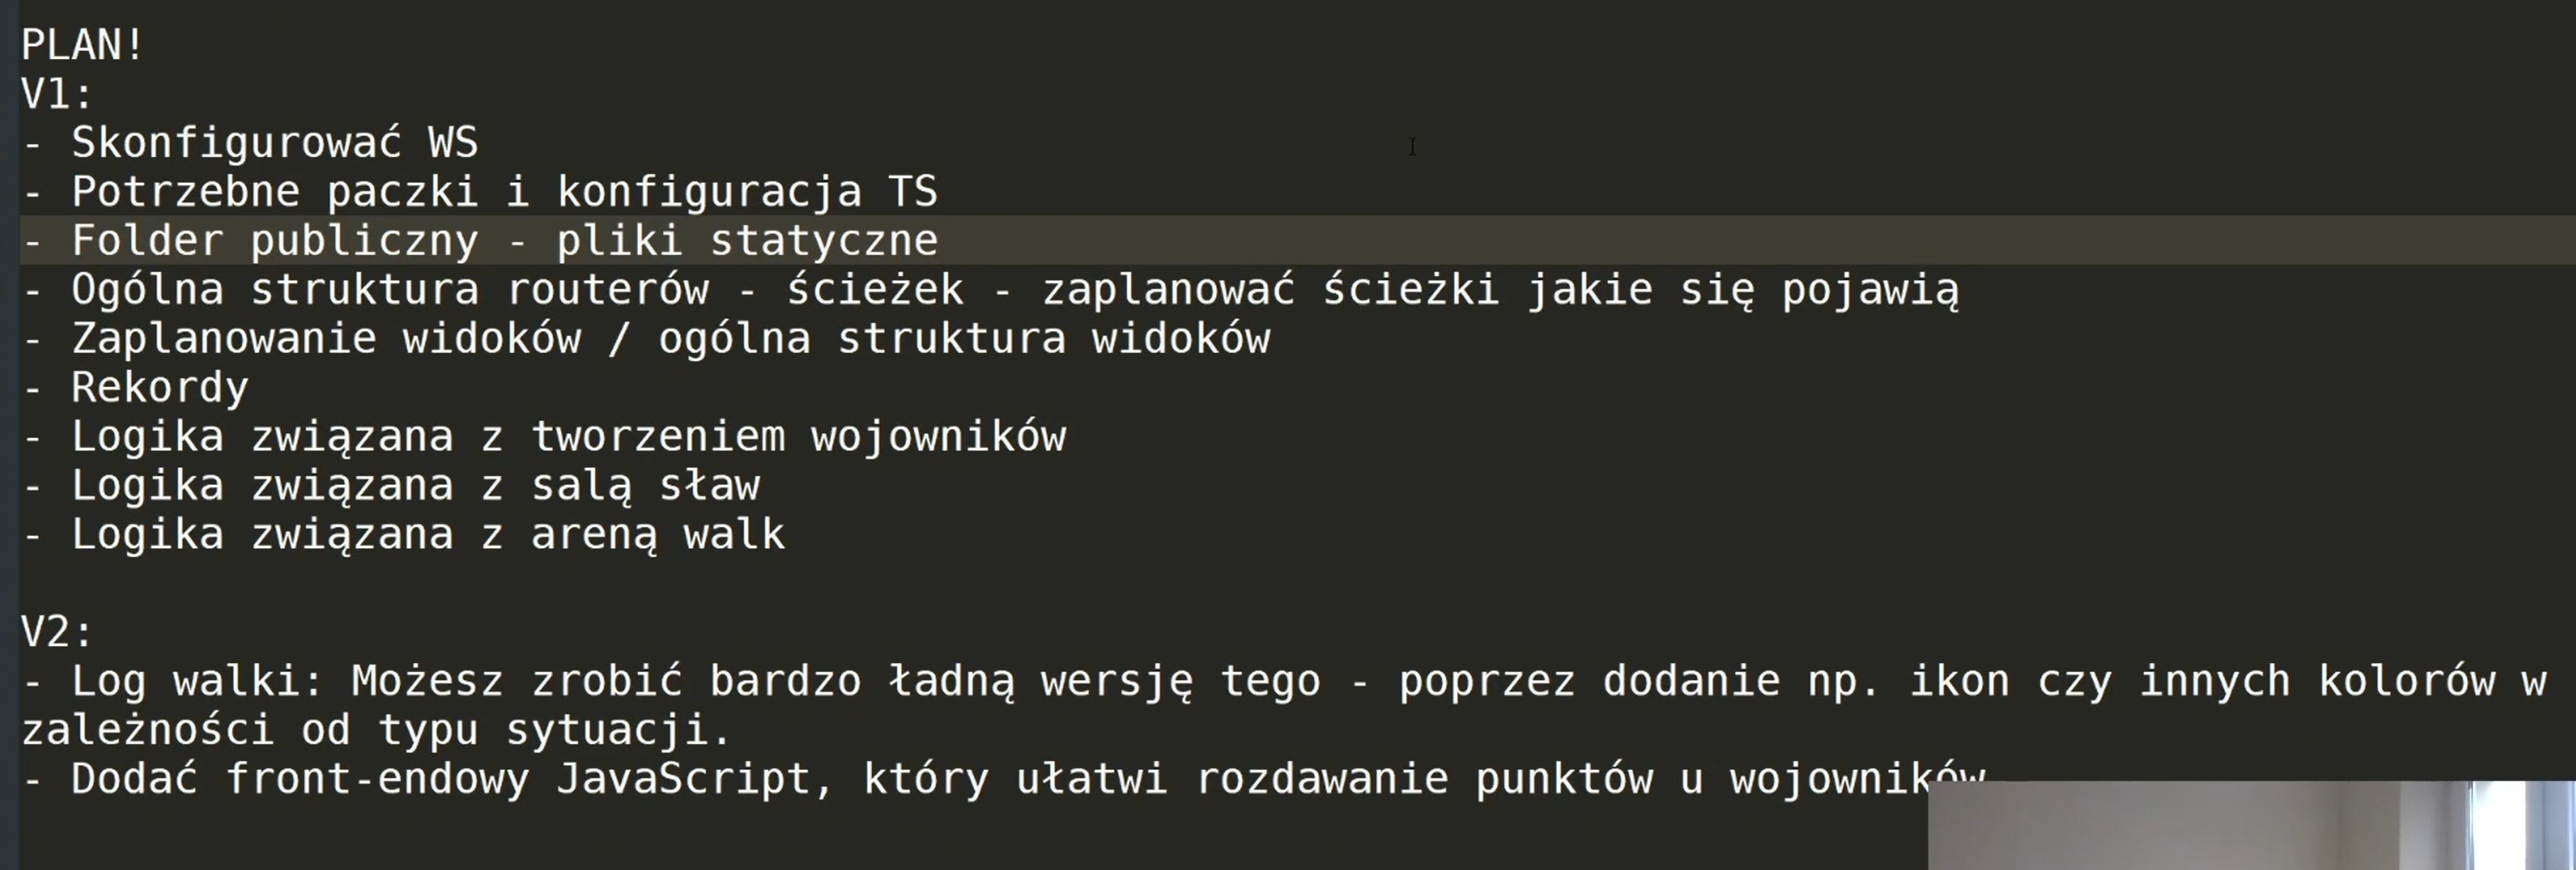 PLAN!
V1:
- Skonfigurować WS
- Potrzebne paczki i konfiguracja TS
- Folder publiczny - pliki statyczne
- Ogólna struktura routerów - ścieżek - zaplanować ścieżki jakie się pojawią
- Zaplanowanie widoków / ogólna struktura widoków
- Rekordy
- Logika związana z tworzeniem wojowników
- Logika związana z salą sław
- Logika związana z areną walk
V2:
- Log walki: Możesz zrobić bardzo ładną wersję tego - poprzez dodanie np. ikon czy innych kolorów w
zależności od typu sytuacji.
- Dodać front-endowy JavaScript, który ułatwi rozdawanie punktów u wojowników